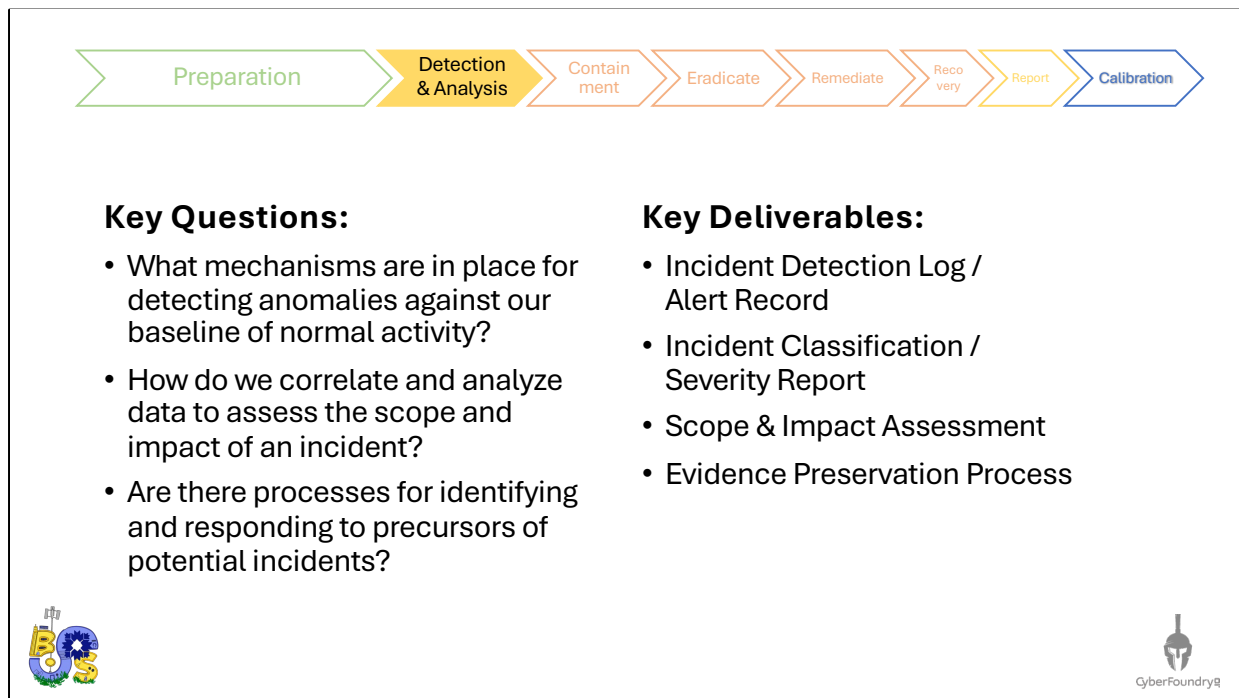 Preparation
Detection
& Analysis
Contain
ment
Eradicate
Remediate
Reco
very
Report
Calibration
Key Questions:
• What mechanisms are in place for
detecting anomalies against our
baseline of normal activity?
• How do we correlate and analyze
data to assess the scope and
impact of an incident?
• Are there processes for identifying
and responding to precursors of
potential incidents?
Key Deliverables:
• Incident Detection Log /
Alert Record
• Incident Classification /
Severity Report
• Scope & Impact Assessment
• Evidence Preservation Process
B
S